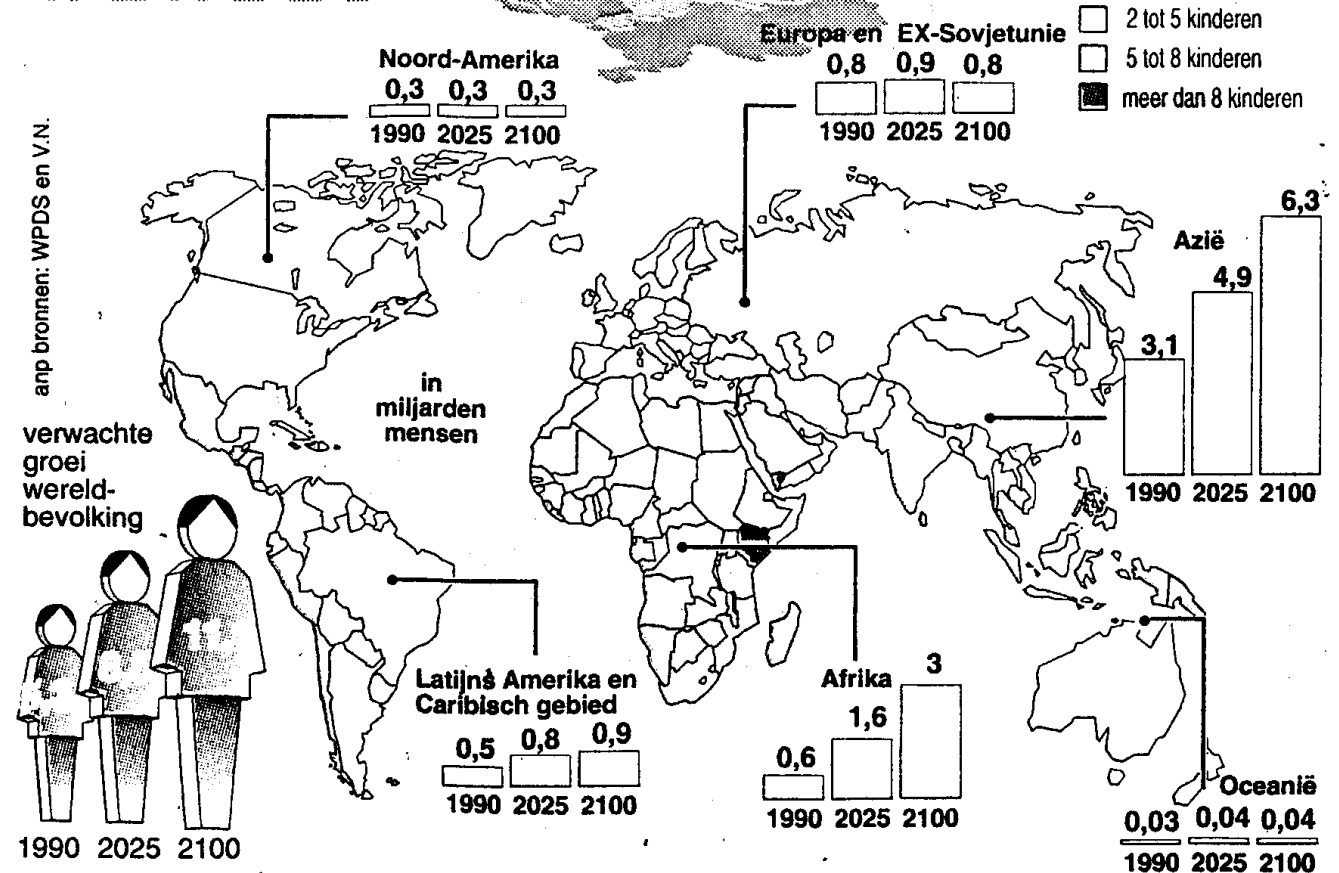 Noord-Amerika
0,3 0,3 0,3
1990 2025 2100
Europa en EX-Sovjetunie
0,8 0,9 0,8
1990 2025 2100
2 tot 5 kinderen
5 tot 8 kinderen
meer dan 8 kinderen
anp bronnen: WPDS en V.N.
Azië
3,1 4,9 6,3
1990 2025 2100
in
miljarden
mensen
verwachte
groei
wereld-
bevolking
1990 2025 2100
Latijns Amerika en
Caribisch gebied
0,5 0,8 0,9
1990 2025 2100
Afrika
0,6 1,6 3
1990 2025 2100
Oceanië
0,03 0,04 0,04
1990 2025 2100